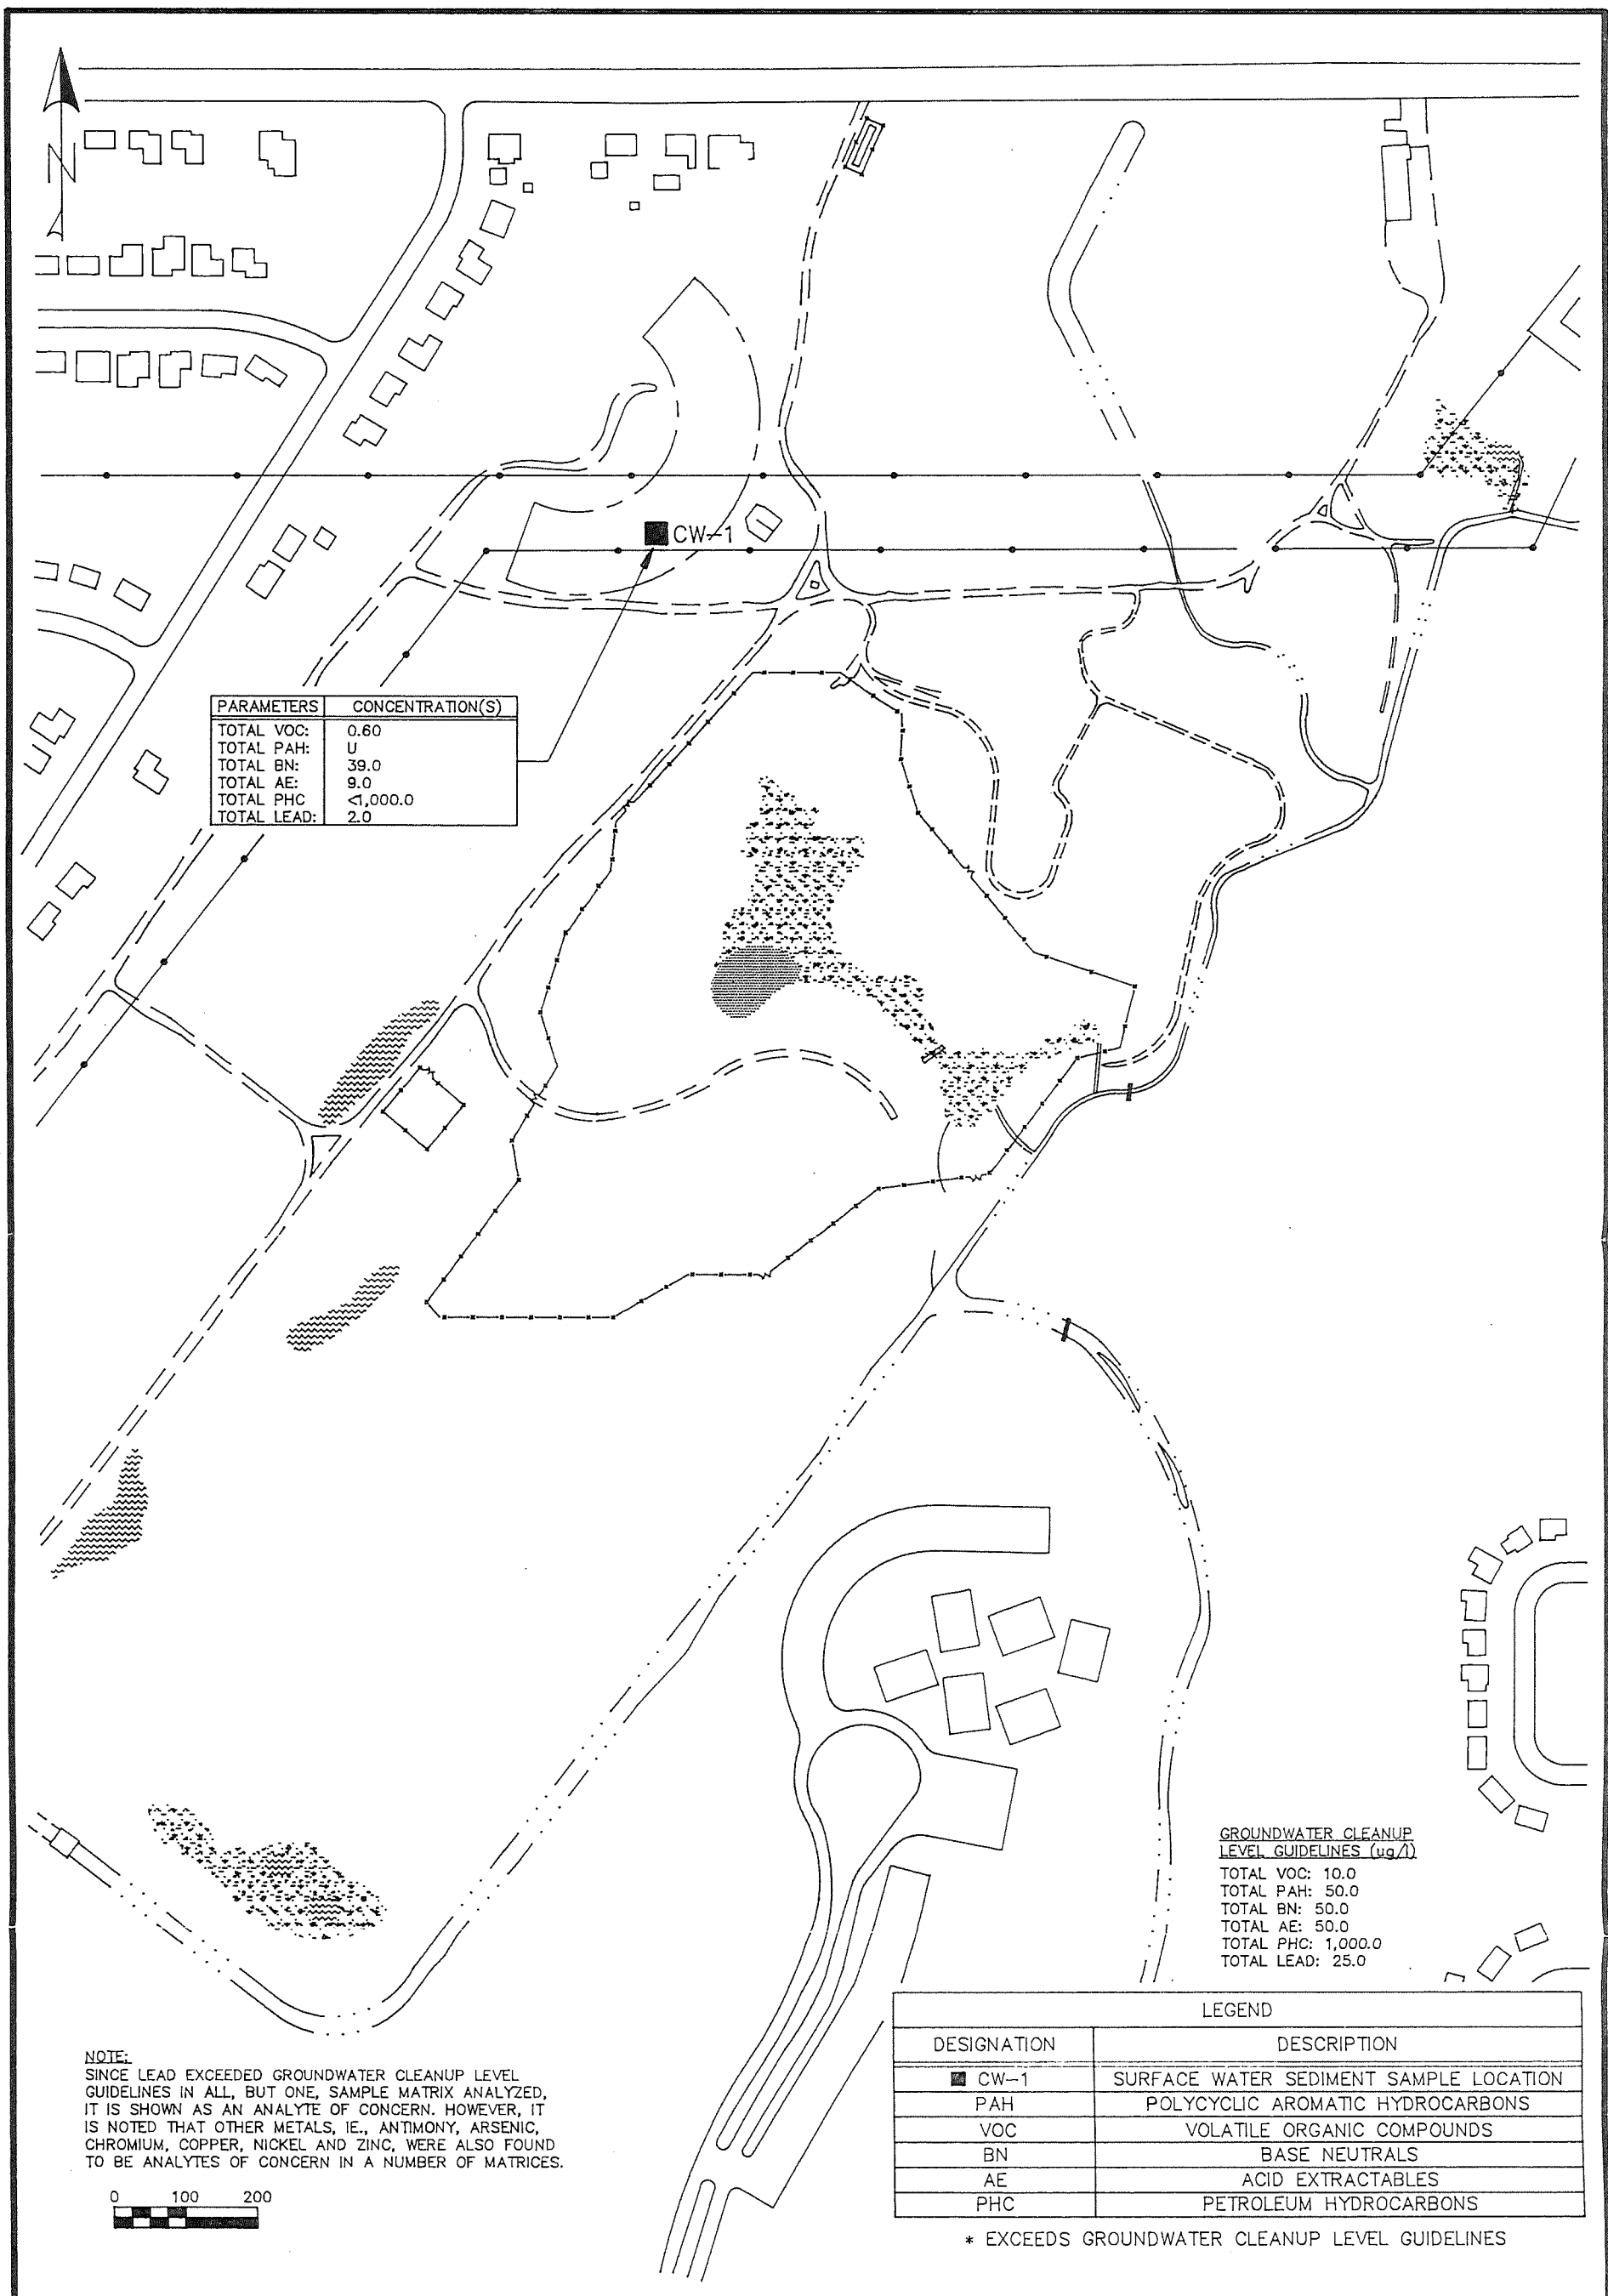 N
CW-1
PARAMETERS CONCENTRATION(S)
TOTAL VOC: 0.60
TOTAL PAH: U
TOTAL BN: 39.0
TOTAL AE: 9.0
TOTAL PHC <1,000.0
TOTAL LEAD: 2.0
GROUNDWATER CLEANUP
LEVEL GUIDELINES (ug/l)
TOTAL VOC: 10.0
TOTAL PAH: 50.0
TOTAL BN: 50.0
TOTAL AE: 50.0
TOTAL PHC: 1,000.0
TOTAL LEAD: 25.0
NOTE:
SINCE LEAD EXCEEDED GROUNDWATER CLEANUP LEVEL
GUIDELINES IN ALL, BUT ONE, SAMPLE MATRIX ANALYZED,
IT IS SHOWN AS AN ANALYTE OF CONCERN. HOWEVER, IT
IS NOTED THAT OTHER METALS, IE., ANTIMONY, ARSENIC,
CHROMIUM, COPPER, NICKEL AND ZINC, WERE ALSO FOUND
TO BE ANALYTES OF CONCERN IN A NUMBER OF MATRICES.
0 100 200
LEGEND
DESIGNATION DESCRIPTION
CW-1 SURFACE WATER SEDIMENT SAMPLE LOCATION
PAH POLYCYCLIC AROMATIC HYDROCARBONS
VOC VOLATILE ORGANIC COMPOUNDS
BN BASE NEUTRALS
AE ACID EXTRACTABLES
PHC PETROLEUM HYDROCARBONS
* EXCEEDS GROUNDWATER CLEANUP LEVEL GUIDELINES